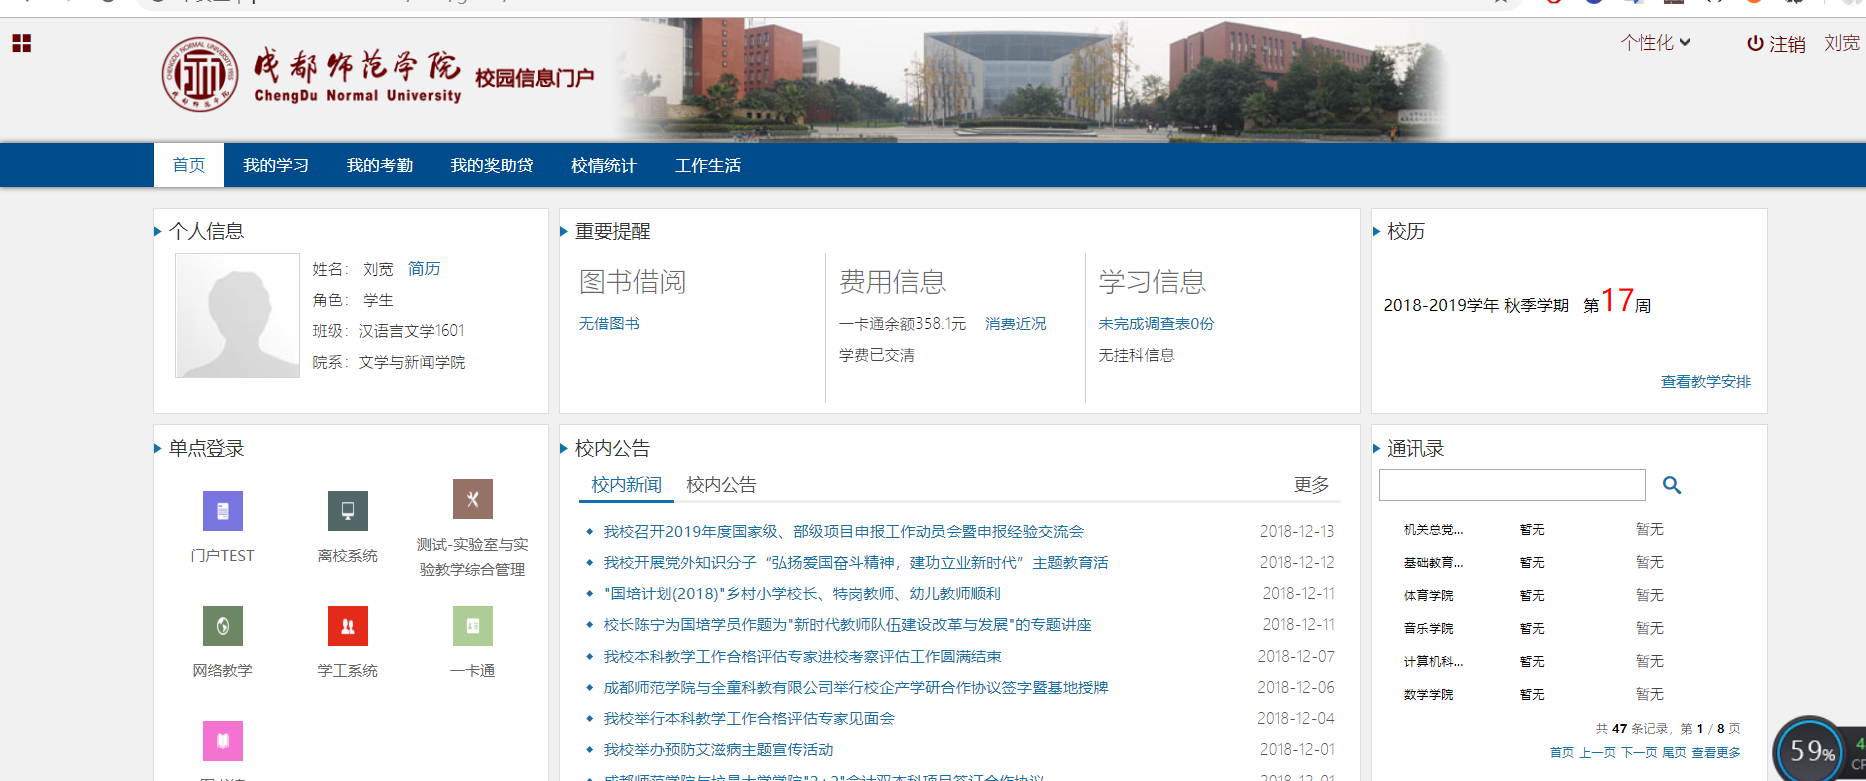 成都师范学院
ChengDu Normal University
校园信息门户
个性化
注销
刘宽
首页
我的学习
我的考勤
我的奖助贷
校情统计
工作生活
个人信息
姓名： 刘宽 简历
角色： 学生
班级：汉语言文学1601
院系：文学与新闻学院
重要提醒
图书借阅
无借图书
费用信息
一卡通余额358.1元 消费近况
学费已交清
学习信息
未完成调查表0份
无挂科信息
校历
2018-2019学年 秋季学期 第17周
查看教学安排
单点登录
门户TEST
离校系统
测试-实验室与实
验教学综合管理
网络教学
学工系统
一卡通
校内公告
校内新闻 校内公告 更多
我校召开2019年度国家级、部级项目申报工作动员会暨申报经验交流会 2018-12-13
我校开展党外知识分子“弘扬爱国奋斗精神，建功立业新时代”主题教育活 2018-12-12
"国培计划(2018)"乡村小学校长、特岗教师、幼儿教师顺利 2018-12-11
校长陈宁为国培学员作题为"新时代教师队伍建设改革与发展"的专题讲座 2018-12-11
我校本科教学工作合格评估专家进校考察评估工作圆满结束 2018-12-07
成都师范学院与全童科教有限公司举行校企产学研合作协议签字暨基地授牌 2018-12-06
我校举行本科教学工作合格评估专家见面会 2018-12-04
我校举办预防艾滋病主题宣传活动 2018-12-01
通讯录
机关总党... 暂无 暂无
基础教育... 暂无 暂无
体育学院 暂无 暂无
音乐学院 暂无 暂无
计算机科... 暂无 暂无
数学学院 暂无 暂无
共 47 条记录，第 1 / 8 页
首页 上一页 下一页 尾页 查看更多
59%